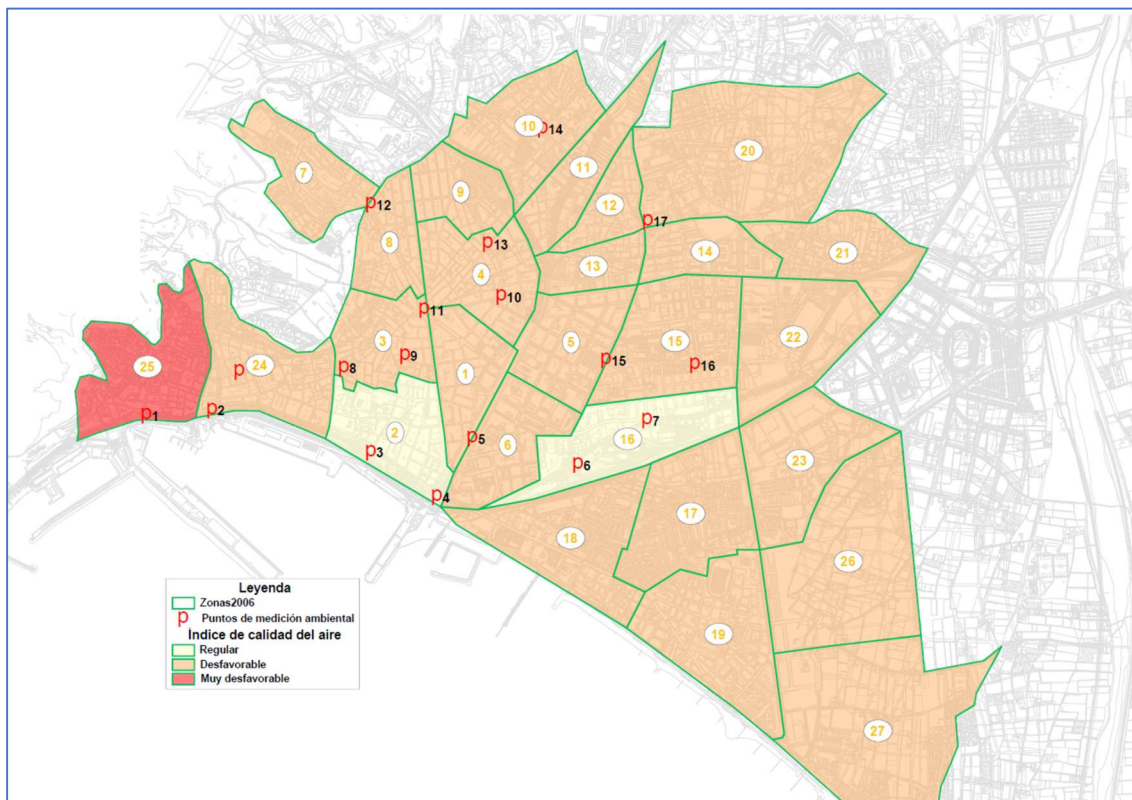 10
p14
20
11
7
9
12
p12
p17
p13
8
14
21
4
13
p10
p11
22
3
5
15
p9
p15
p16
25
24
p8
1
p
p1
p2
p7
2
16
p5
6
23
p3
p6
p4
17
18
26
19
27
Leyenda
Zonas2006
p Puntos de medición ambiental
Índice de calidad del aire
Regular
Desfavorable
Muy desfavorable